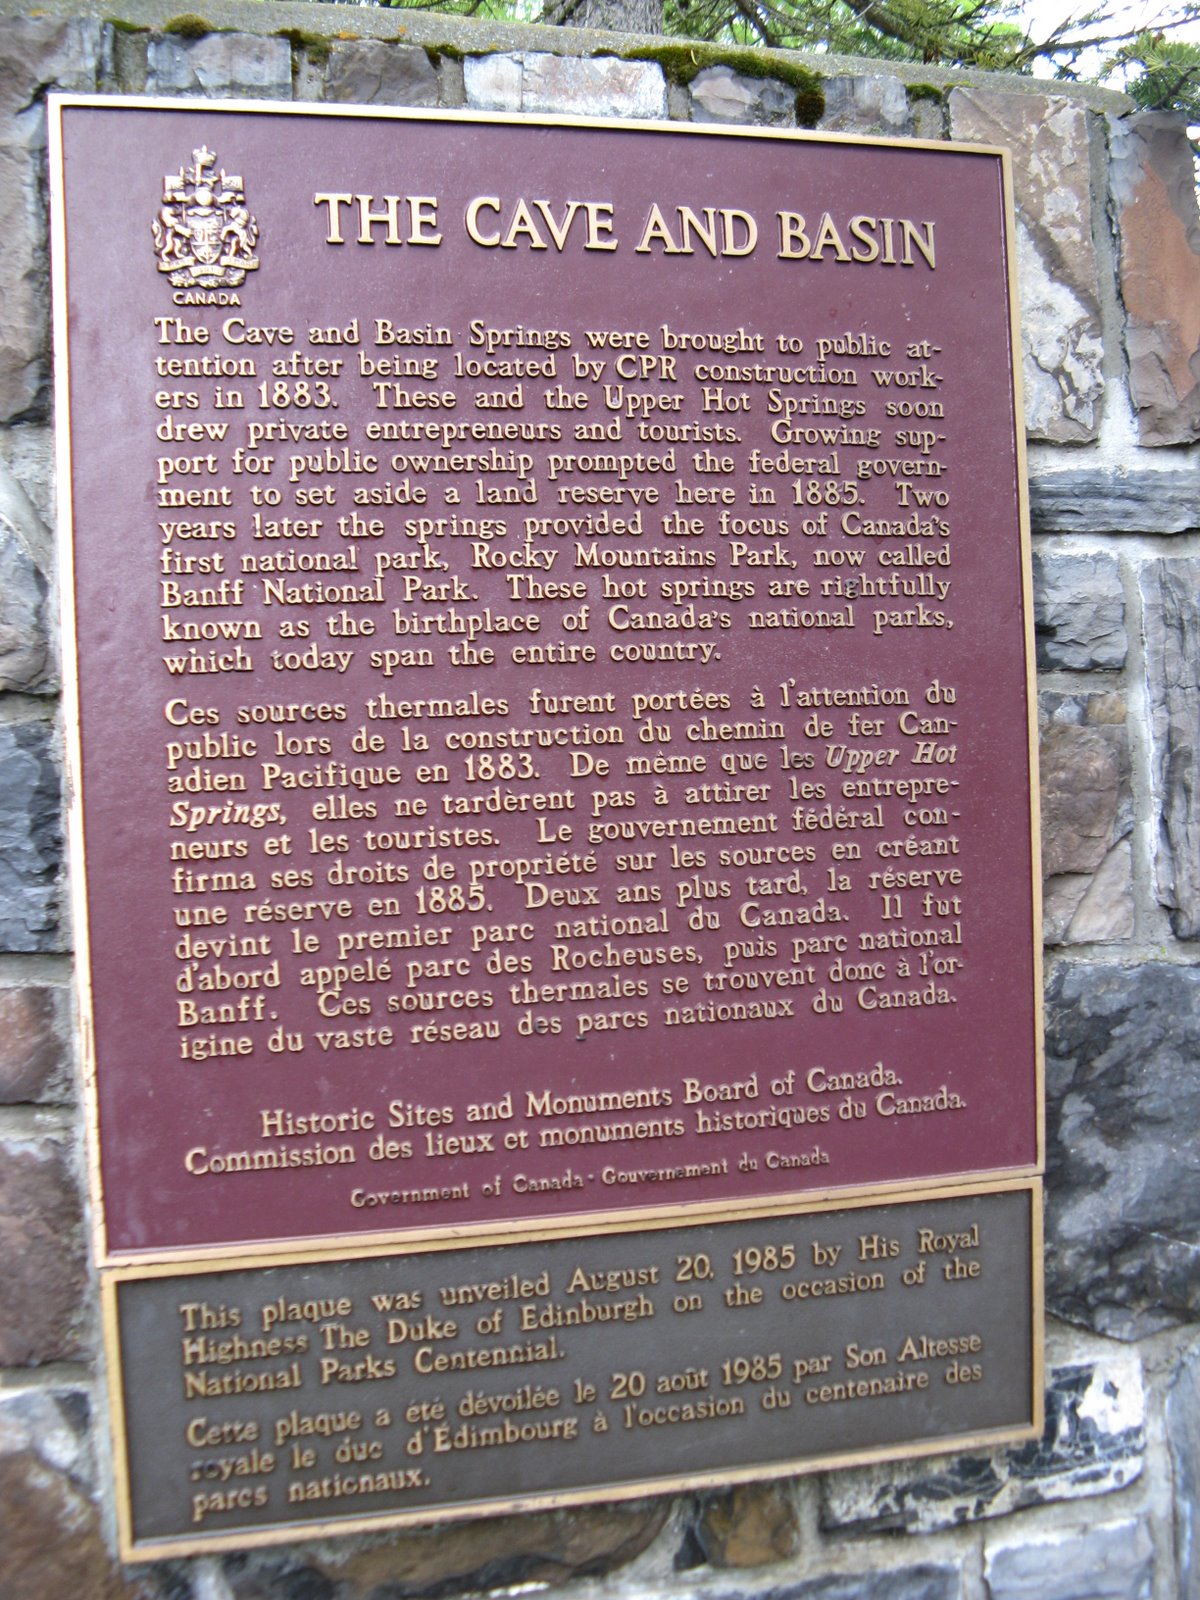 THE CAVE AND BASIN
CANADA
The Cave and Basin Springs were brought to public at-
tention after being located by CPR construction work-
ers in 1883. These and the Upper Hot Springs soon
drew private entrepreneurs and tourists. Growing sup-
port for public ownership prompted the federal govern-
ment to set aside a land reserve here in 1885. Two
years later the springs provided the focus of Canada's
first national park, Rocky Mountains Park, now called
Banff National Park. These hot springs are rightfully
known as the birthplace of Canada's national parks,
which today span the entire country.
Ces sources thermales furent portées à l'attention du
public lors de la construction du chemin de fer Can-
adien Pacifique en 1883. De même que les Upper Hot
Springs, elles ne tardèrent pas à attirer les entrepre-
neurs et les touristes. Le gouvernement fédéral con-
firma ses droits de propriété sur les sources en créant
une réserve en 1885. Deux ans plus tard, la réserve
devint le premier parc national du Canada. Il fut
d'abord appelé parc des Rocheuses, puis parc national
Banff. Ces sources thermales se trouvent donc à l'or-
igine du vaste réseau des parcs nationaux du Canada.
Historic Sites and Monuments Board of Canada.
Commission des lieux et monuments historiques du Canada.
Government of Canada · Gouvernement du Canada
This plaque was unveiled August 20, 1985 by His Royal
Highness The Duke of Edinburgh on the occasion of the
National Parks Centennial.
Cette plaque a été dévoilée le 20 août 1985 par Son Altesse
royale le duc d'Édimbourg à l'occasion du centenaire des
parcs nationaux.